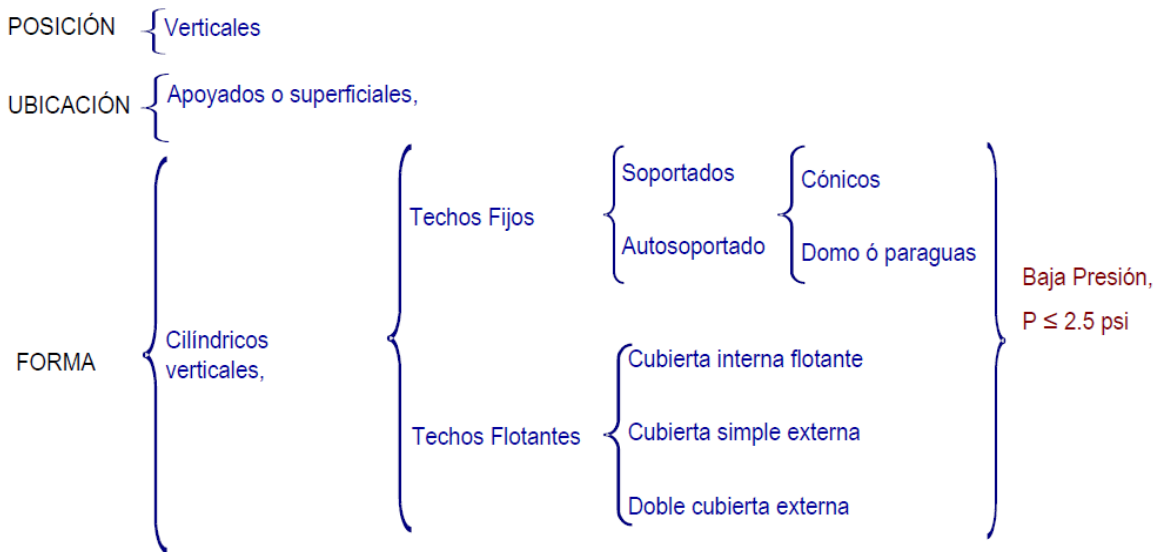 POSICIÓN
Verticales
UBICACIÓN
Apoyados o superficiales,
FORMA
Cilíndricos
verticales,
Techos Fijos
Soportados
Autosoportado
Cónicos
Domo ó paraguas
Techos Flotantes
Cubierta interna flotante
Cubierta simple externa
Doble cubierta externa
Baja Presión,
P ≤ 2.5 psi